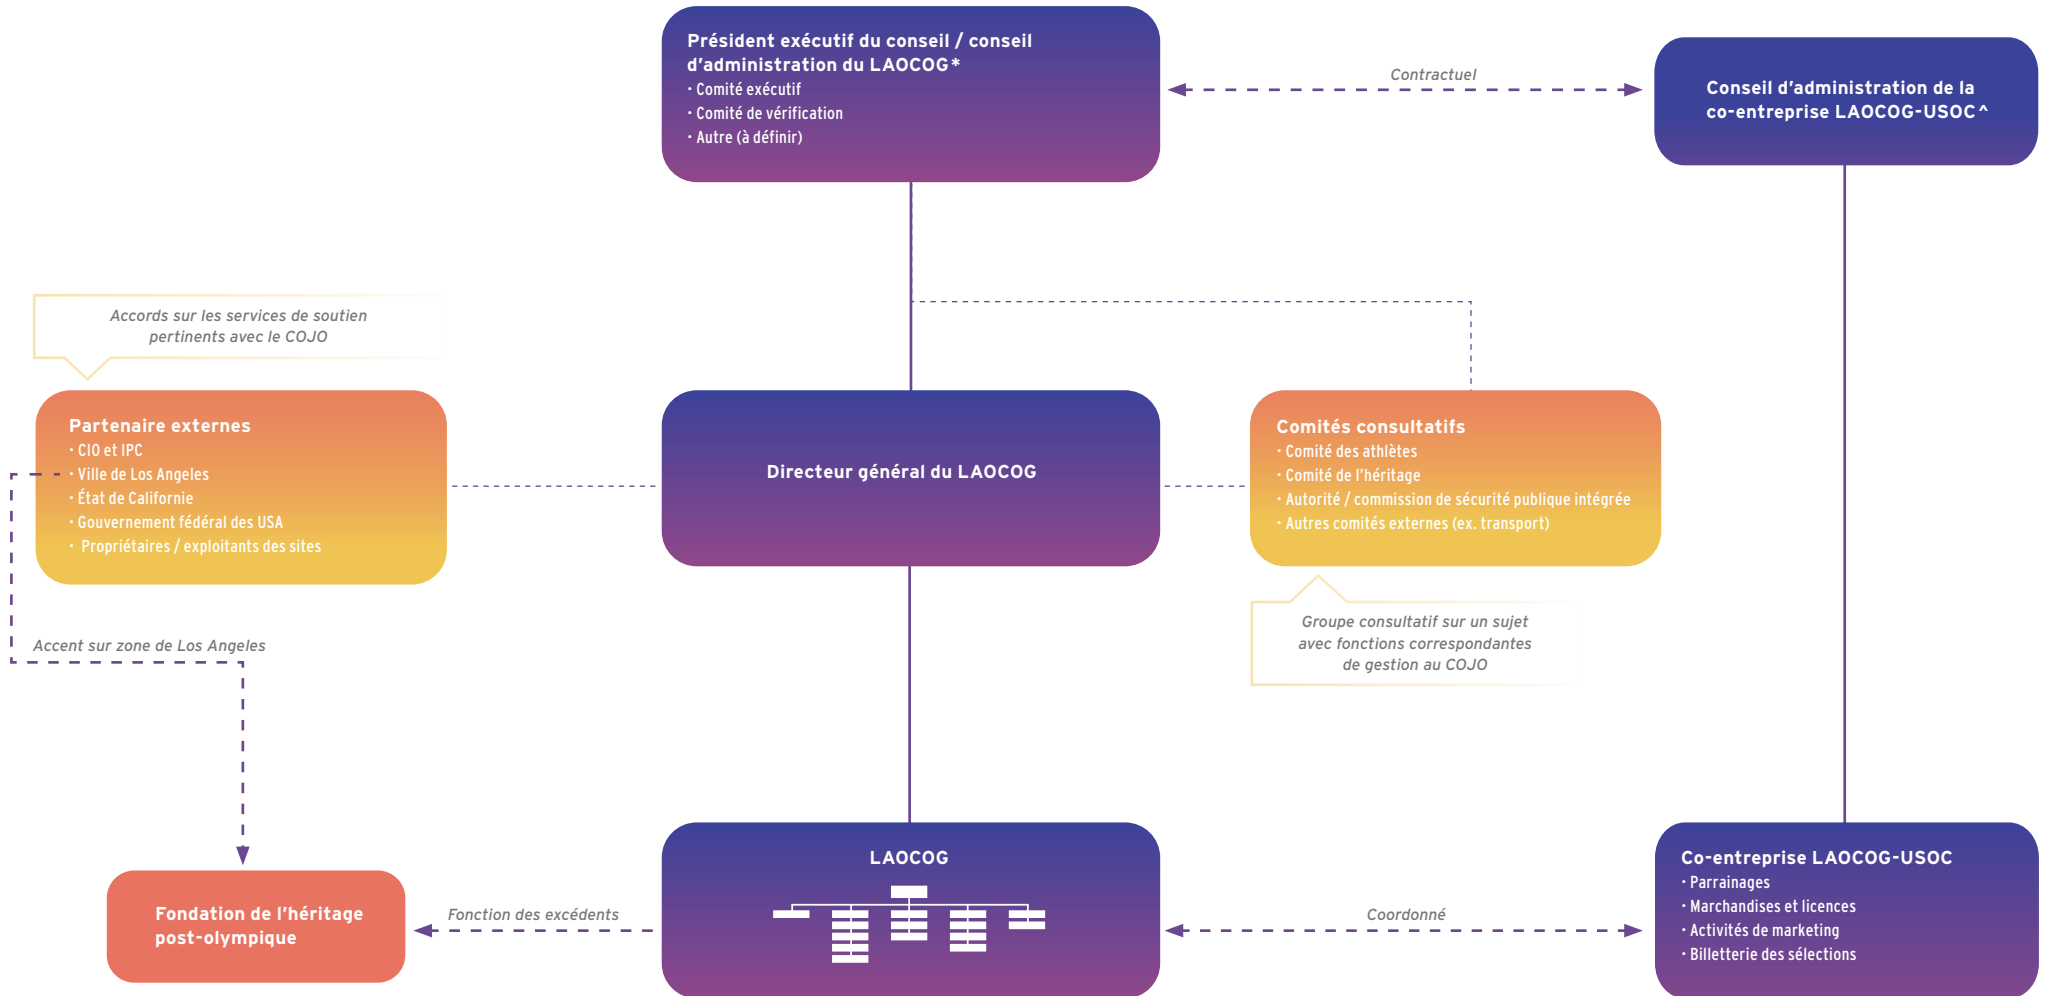 Président exécutif du conseil / conseil
d’administration du LAOCOG*
· Comité exécutif
· Comité de vérification
· Autre (à définir)
Contractuel
Conseil d’administration de la
co-entreprise LAOCOG-USOC^
Accords sur les services de soutien
pertinents avec le COJO
Partenaire externes
· CIO et IPC
· Ville de Los Angeles
· État de Californie
· Gouvernement fédéral des USA
· Propriétaires / exploitants des sites
Directeur général du LAOCOG
Comités consultatifs
· Comité des athlètes
· Comité de l’héritage
· Autorité / commission de sécurité publique intégrée
· Autres comités externes (ex. transport)
Groupe consultatif sur un sujet
avec fonctions correspondantes
de gestion au COJO
Accent sur zone de Los Angeles
Fondation de l’héritage
post-olympique
Fonction des excédents
LAOCOG
Coordonné
Co-entreprise LAOCOG-USOC
· Parrainages
· Marchandises et licences
· Activités de marketing
· Billetterie des sélections